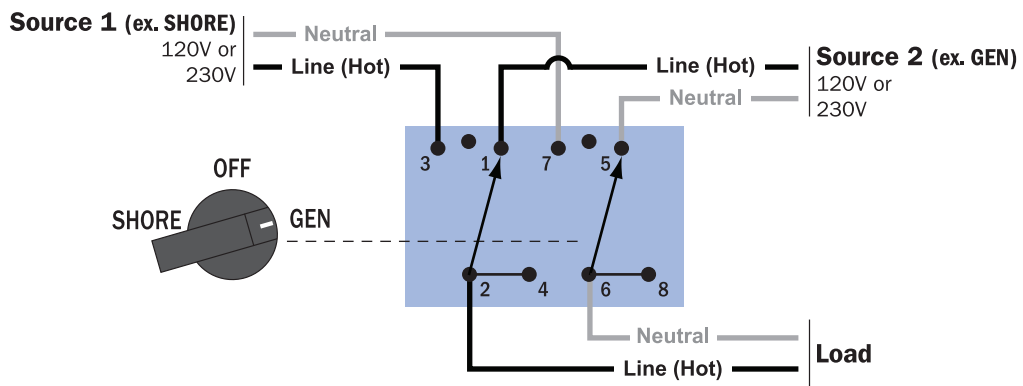 Source 1 (ex. SHORE)
120V or
230V
Neutral
Line (Hot)
Line (Hot)
Neutral
Source 2 (ex. GEN)
120V or
230V
3
1
7
5
OFF
SHORE
GEN
2
4
6
8
Neutral
Line (Hot)
Load